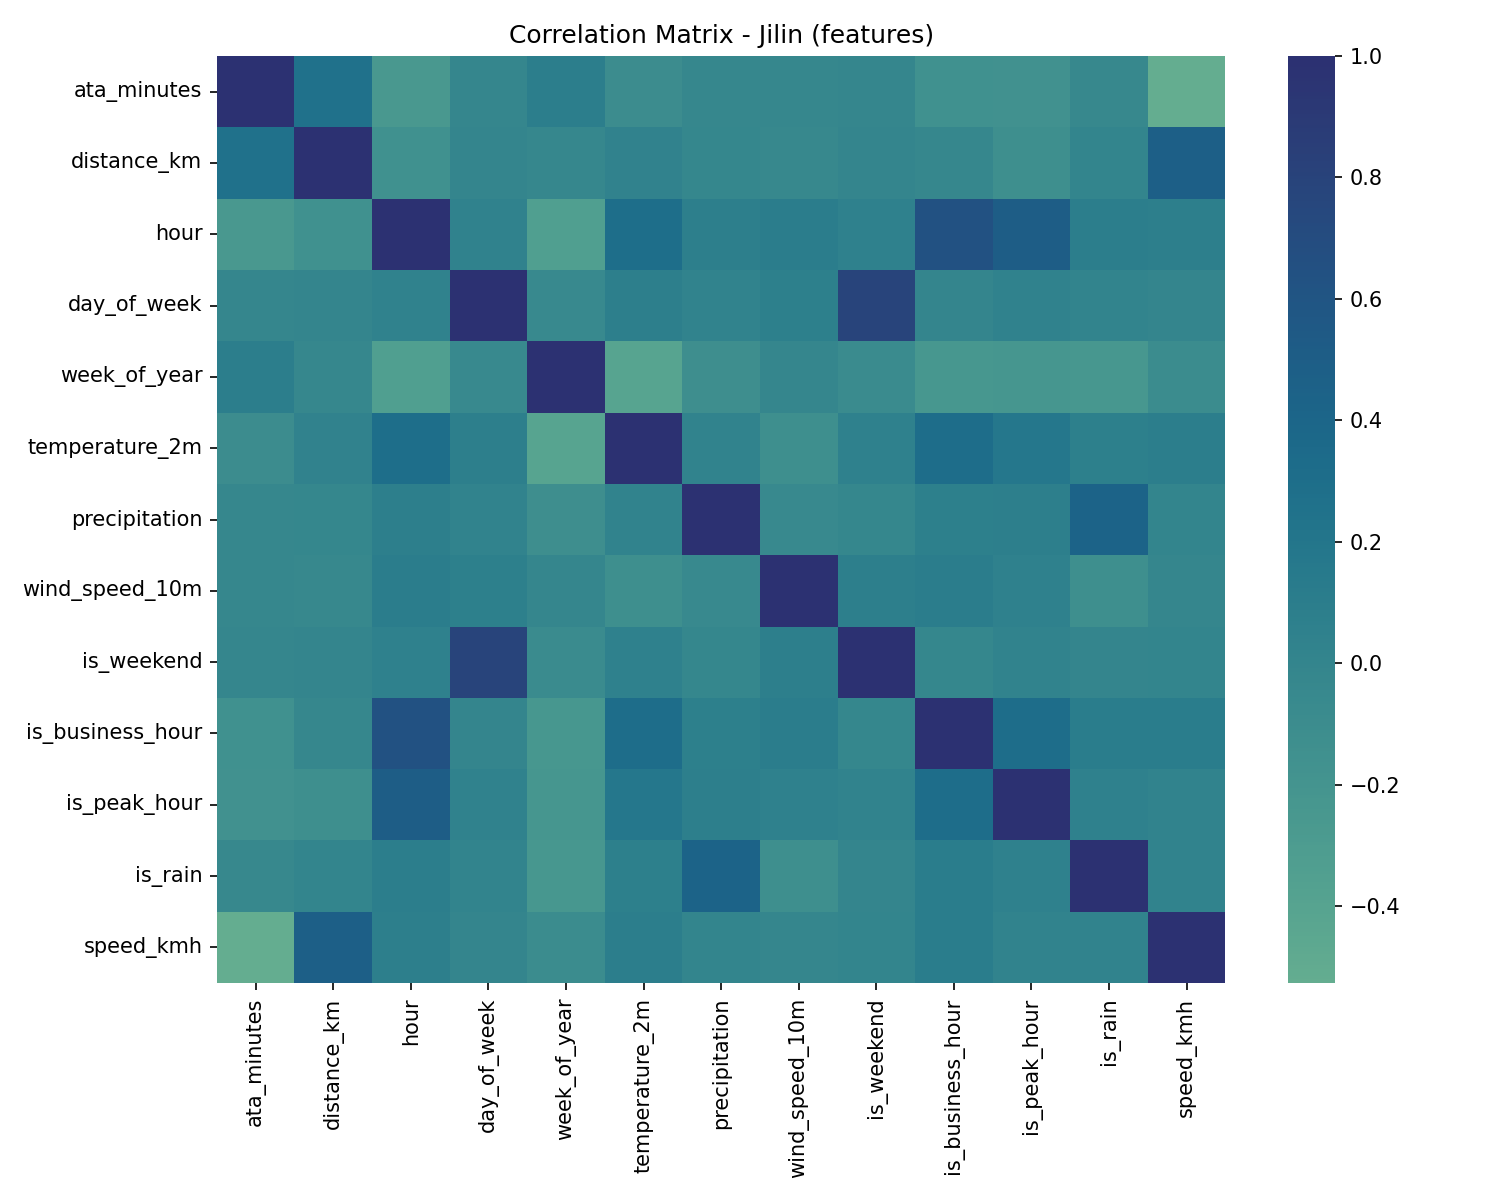 Correlation Matrix - Jilin (features)
ata_minutes
distance_km
hour
day_of_week
week_of_year
temperature_2m
precipitation
wind_speed_10m
is_weekend
is_business_hour
is_peak_hour
is_rain
speed_kmh
ata_minutes
distance_km
hour
day_of_week
week_of_year
temperature_2m
precipitation
wind_speed_10m
is_weekend
is_business_hour
is_peak_hour
is_rain
speed_kmh
1.0
0.8
0.6
0.4
0.2
0.0
−0.2
−0.4